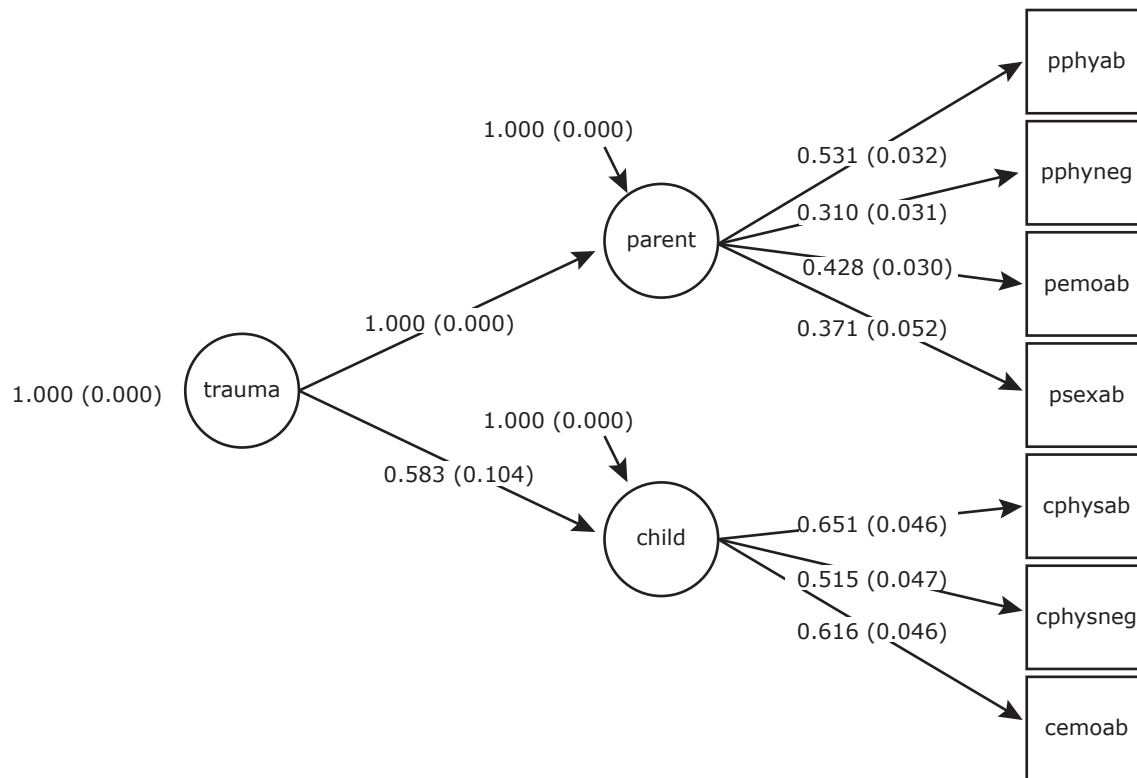 pphyab
1.000 (0.000)
0.531 (0.032)
pphyneg
0.310 (0.031)
parent
0.428 (0.030)
pemoab
1.000 (0.000)
0.371 (0.052)
1.000 (0.000)
trauma
psexab
1.000 (0.000)
0.583 (0.104)
cphysab
0.651 (0.046)
child
0.515 (0.047)
cphysneg
0.616 (0.046)
cemoab